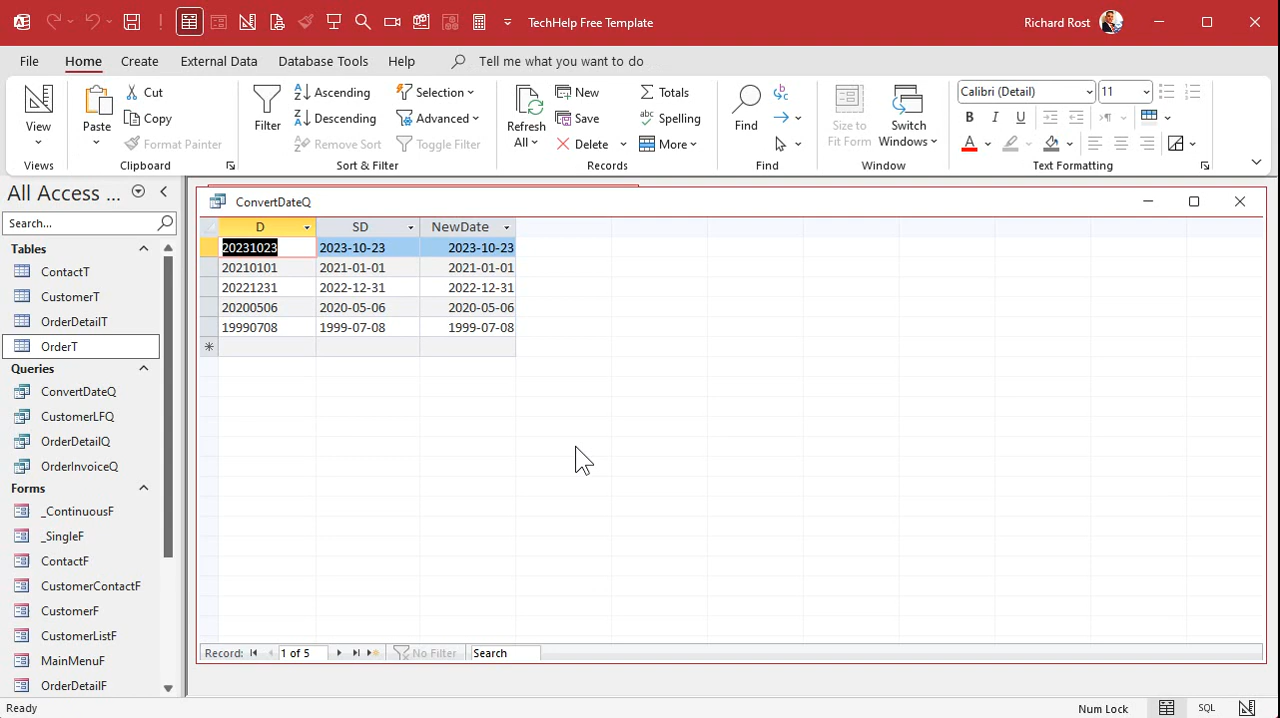 TechHelp Free Template
Richard Rost
File
Home
Create
External Data
Database Tools
Help
Tell me what you want to do
View
Views
Paste
Cut
Copy
Format Painter
Clipboard
Filter
Ascending
Descending
Remove Sort
Selection
Advanced
Toggle Filter
Sort & Filter
Refresh
All
New
Save
Delete
Totals
Spelling
More
Records
Find
Find
Size to
Fit Form
Switch
Windows
Window
Calibri (Detail)
11
B
I
U
A
Text Formatting
All Access ...
Search...
Tables
ContactT
CustomerT
OrderDetailT
OrderT
Queries
ConvertDateQ
CustomerLFQ
OrderDetailQ
OrderInvoiceQ
Forms
_ContinuousF
_SingleF
ContactF
CustomerContactF
CustomerF
CustomerListF
MainMenuF
OrderDetailF
ConvertDateQ
D SD NewDate
20231023 2023-10-23 2023-10-23
20210101 2021-01-01 2021-01-01
20221231 2022-12-31 2022-12-31
20200506 2020-05-06 2020-05-06
19990708 1999-07-08 1999-07-08
Record: 1 of 5 No Filter Search
Ready
Num Lock
SQL